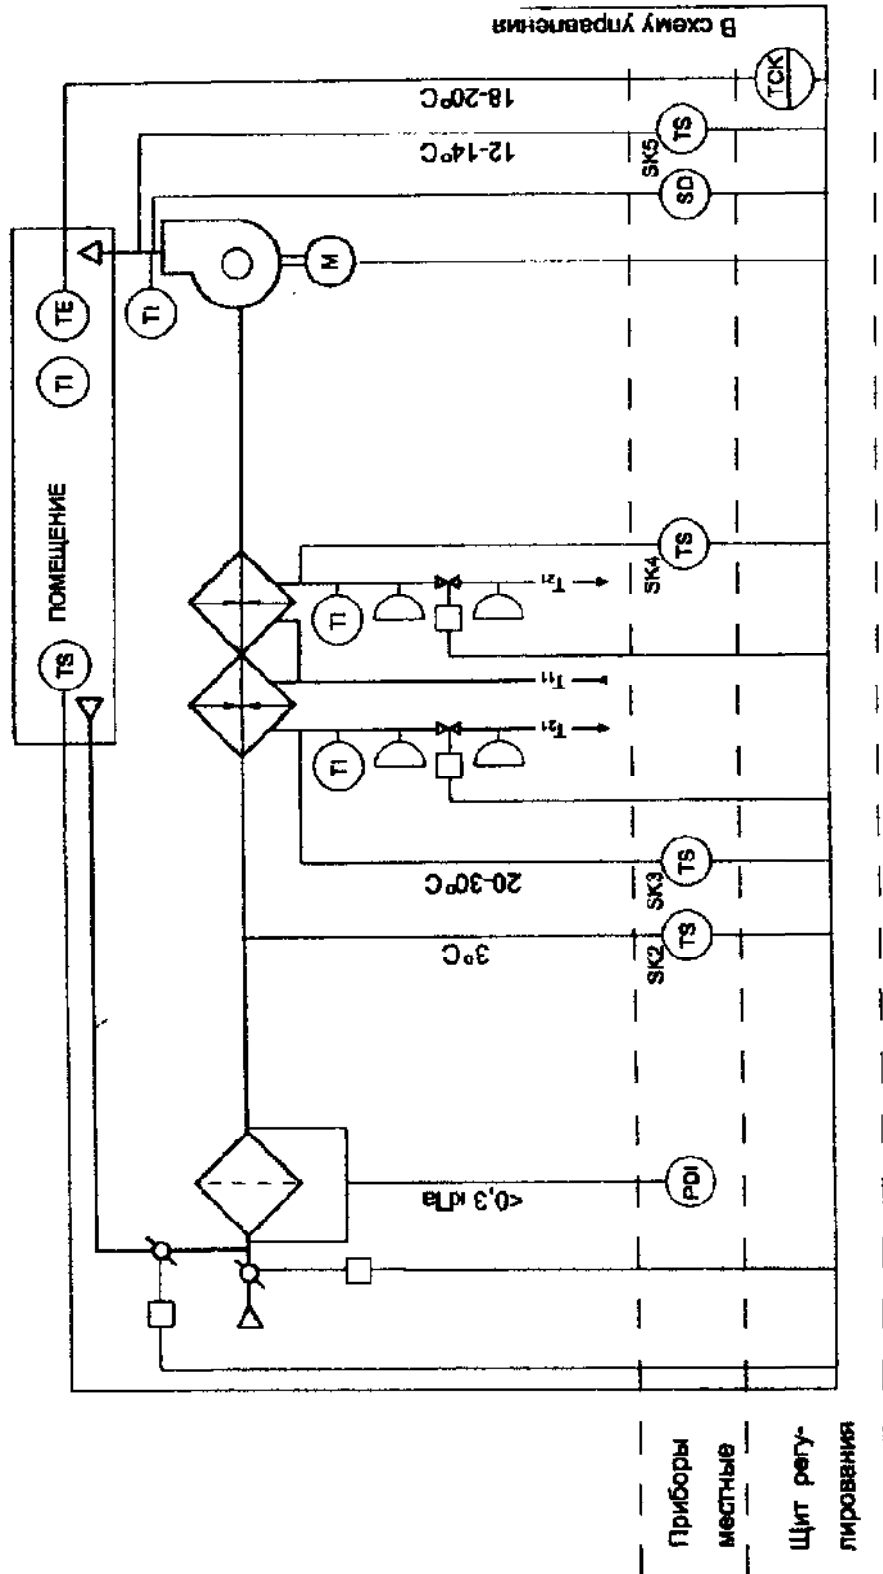 ПОМЕЩЕНИЕ
TS
TI
TE
TI
M
TI
TI
T21
T11
T21
<0,3 кПа
3°C
20-30°C
12-14°C
18-20°C
В схему управления
Приборы
местные
PDI
SK2
TS
SK3
TS
SK4
TS
SD
SK5
TS
Щит регу-
лирования
TCK